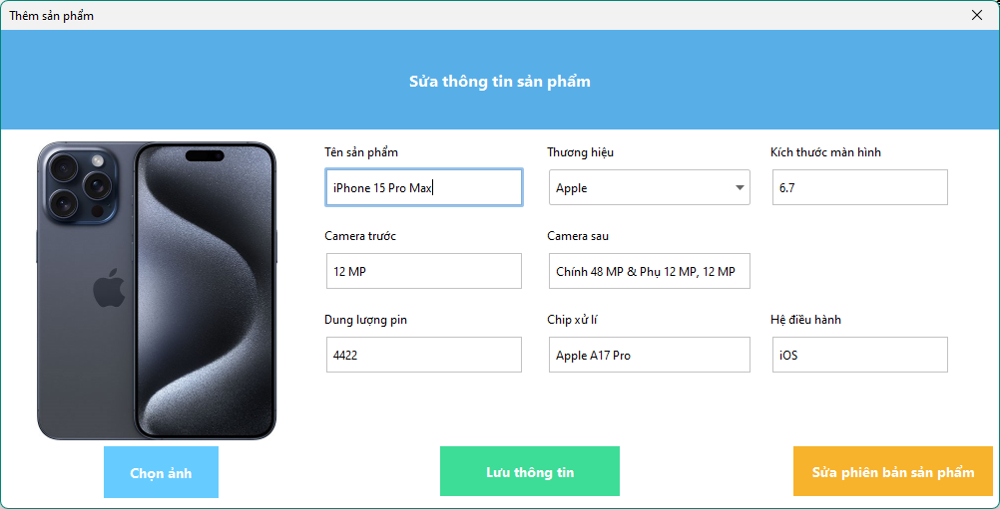 Thêm sản phẩm
Sửa thông tin sản phẩm
Tên sản phẩm
Thương hiệu
Kích thước màn hình
iPhone 15 Pro Max
Apple
6.7
Camera trước
Camera sau
12 MP
Chính 48 MP & Phụ 12 MP, 12 MP
Dung lượng pin
Chip xử lí
Hệ điều hành
4422
Apple A17 Pro
iOS
Chọn ảnh
Lưu thông tin
Sửa phiên bản sản phẩm